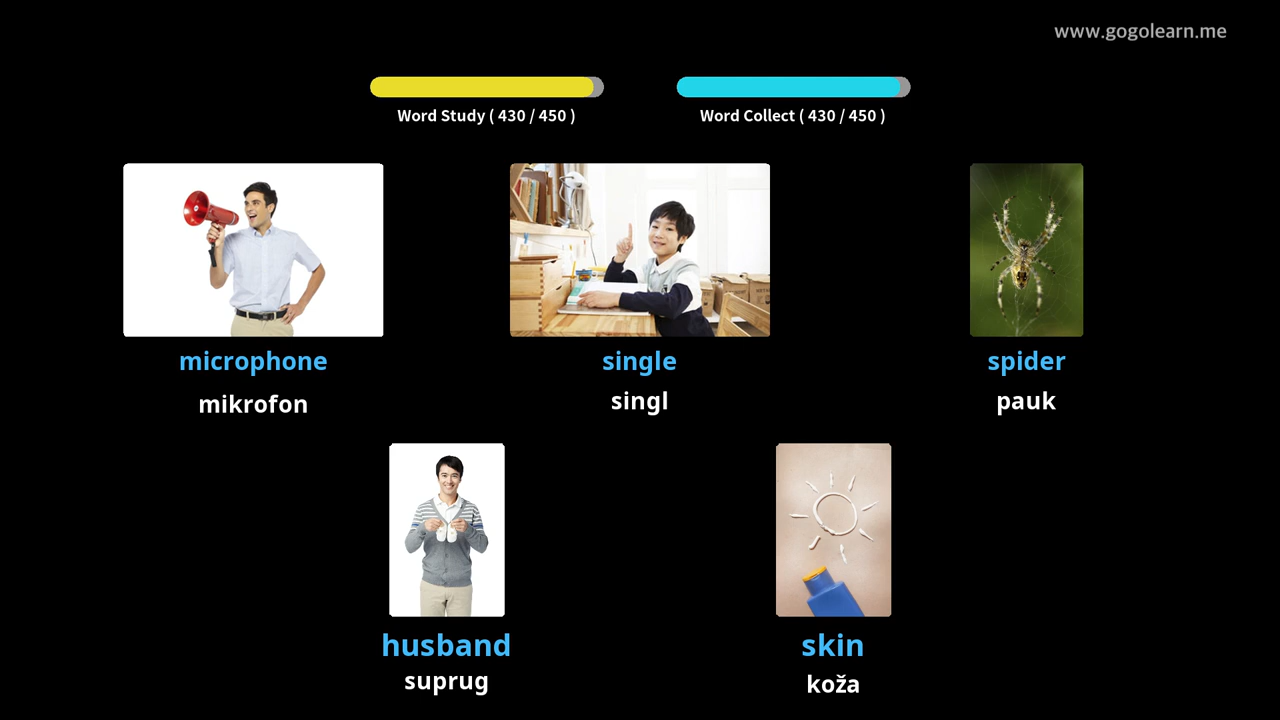 www.gogolearn.me
Word Study ( 430 / 450 )
Word Collect ( 430 / 450 )
microphone
mikrofon
single
singl
spider
pauk
husband
suprug
skin
koža